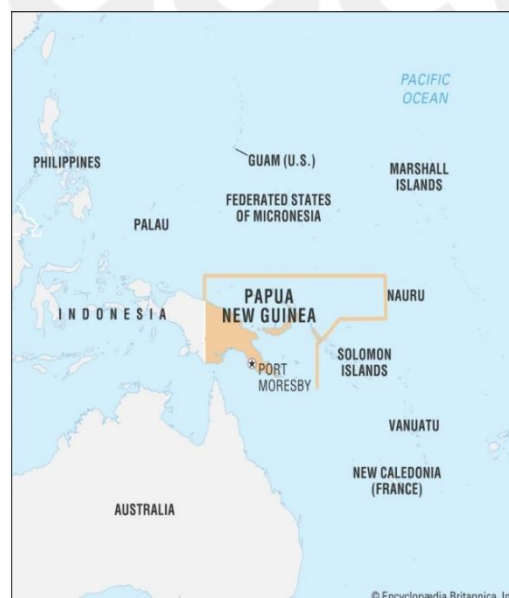 PACIFIC
OCEAN
PHILIPPINES
GUAM (U.S.)
MARSHALL
ISLANDS
FEDERATED STATES
OF MICRONESIA
PALAU
PAPUA
NEW GUINEA
NAURU
INDONESIA
SOLOMON
ISLANDS
PORT
MORESBY
VANUATU
NEW CALEDONIA
(FRANCE)
AUSTRALIA
© Encyclopædia Britannica, In